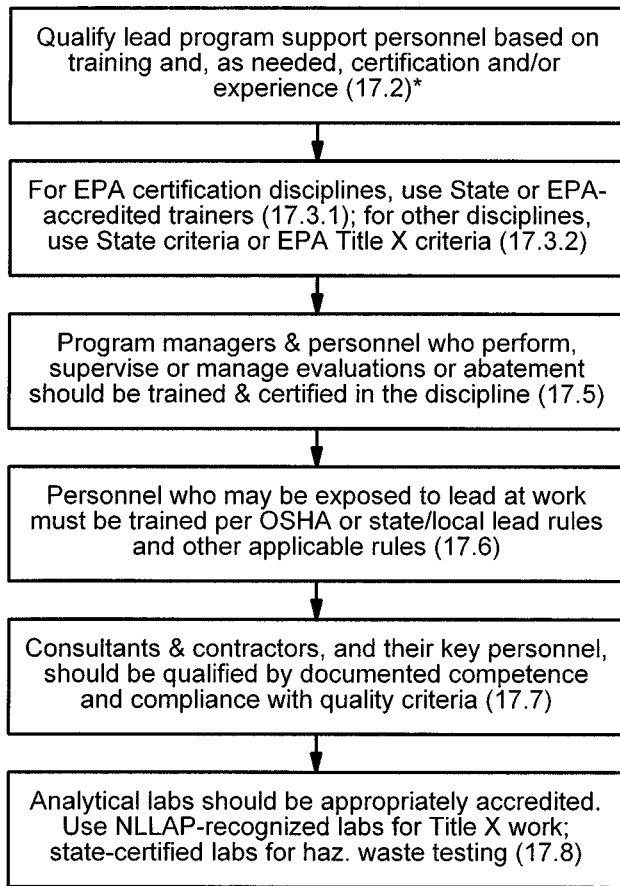 Qualify lead program support personnel based on
training and, as needed, certification and/or
experience (17.2)*
For EPA certification disciplines, use State or EPA-
accredited trainers (17.3.1); for other disciplines,
use State criteria or EPA Title X criteria (17.3.2)
Program managers & personnel who perform,
supervise or manage evaluations or abatement
should be trained & certified in the discipline (17.5)
Personnel who may be exposed to lead at work
must be trained per OSHA or state/local lead rules
and other applicable rules (17.6)
Consultants & contractors, and their key personnel,
should be qualified by documented competence
and compliance with quality criteria (17.7)
Analytical labs should be appropriately accredited.
Use NLLAP-recognized labs for Title X work;
state-certified labs for haz. waste testing (17.8)